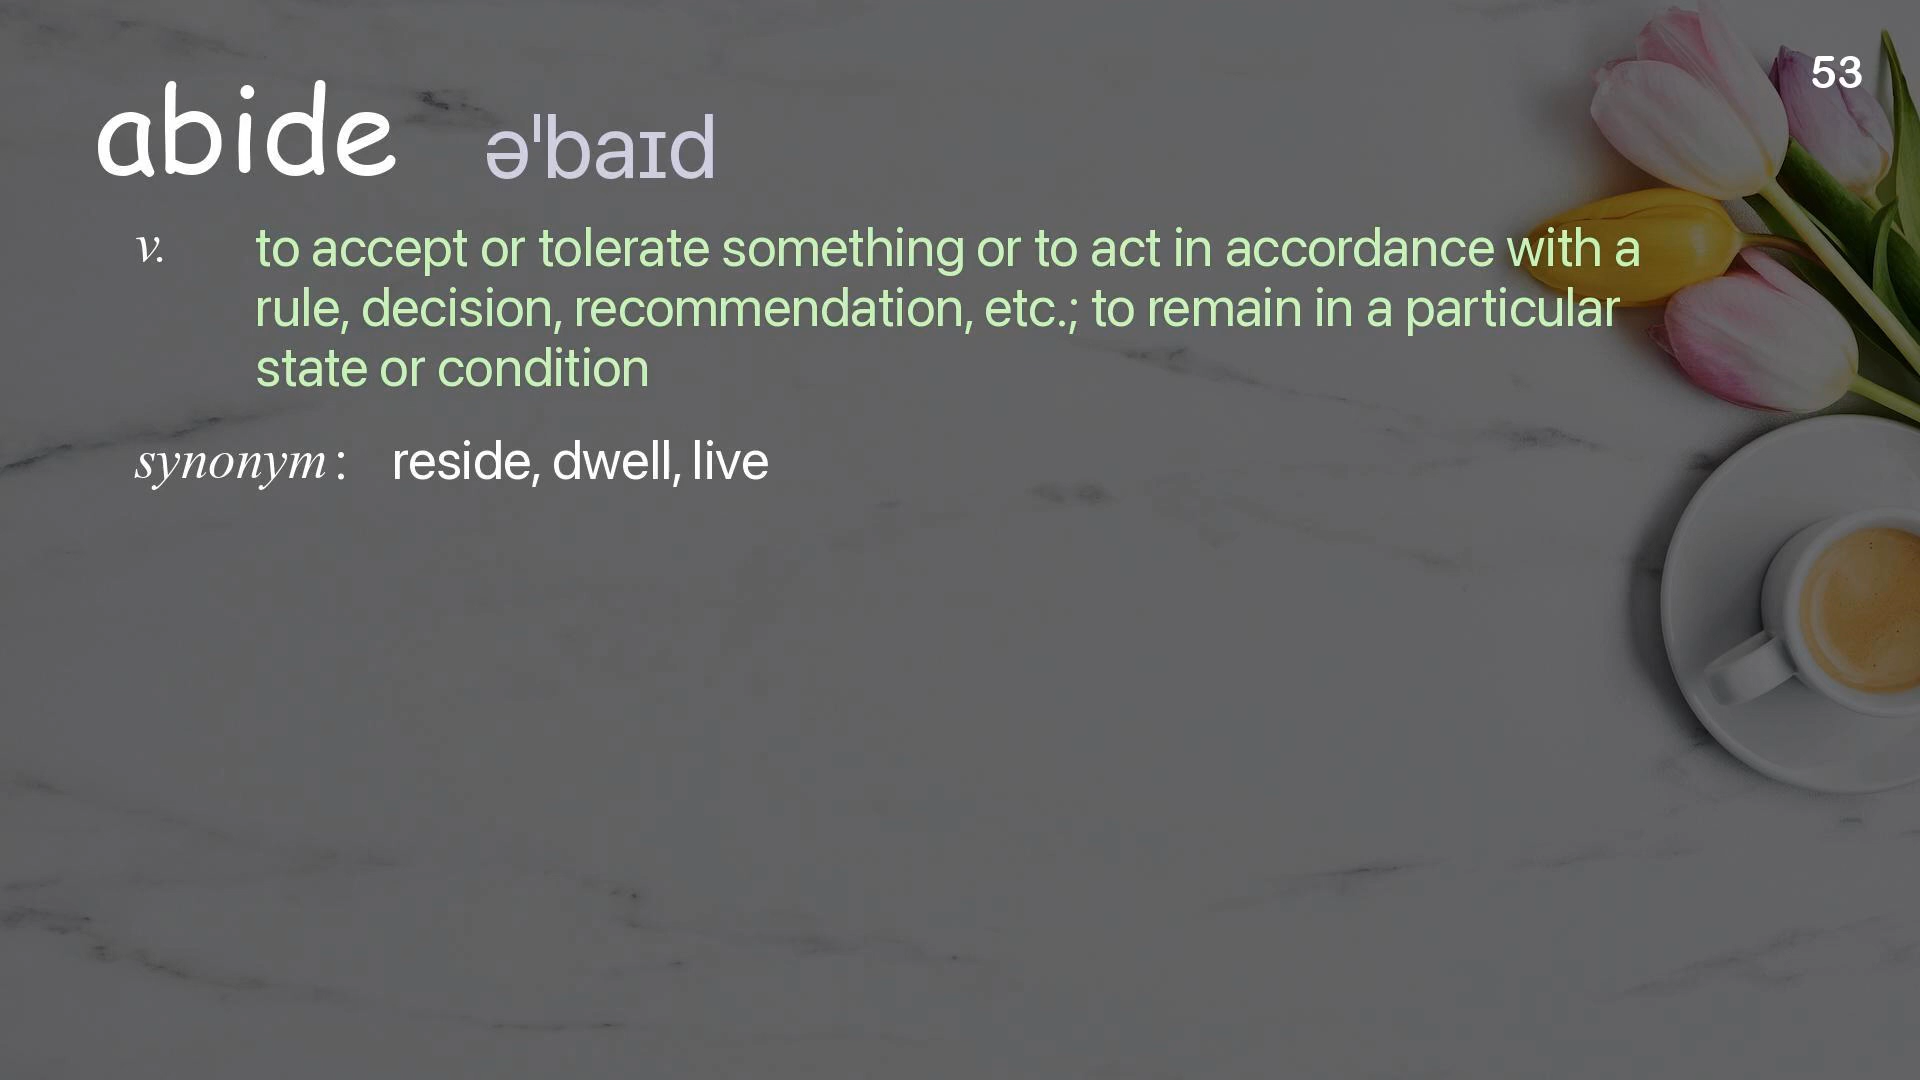 53
abide əˈbaɪd
v. to accept or tolerate something or to act in accordance with a
rule, decision, recommendation, etc.; to remain in a particular
state or condition
synonym: reside, dwell, live